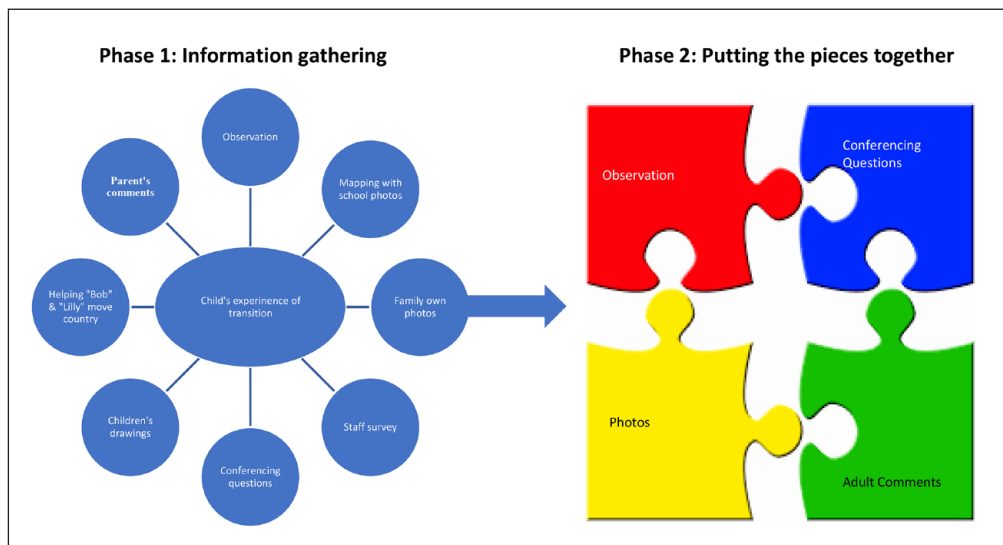 Phase 1: Information gathering
Observation
Mapping with
school photos
Family own
photos
Staff survey
Conferencing
questions
Children's
drawings
Helping "Bob"
& "Lilly" move
country
Parent's
comments
Child's experinence of
transition
Phase 2: Putting the pieces together
Observation
Conferencing
Questions
Photos
Adult Comments